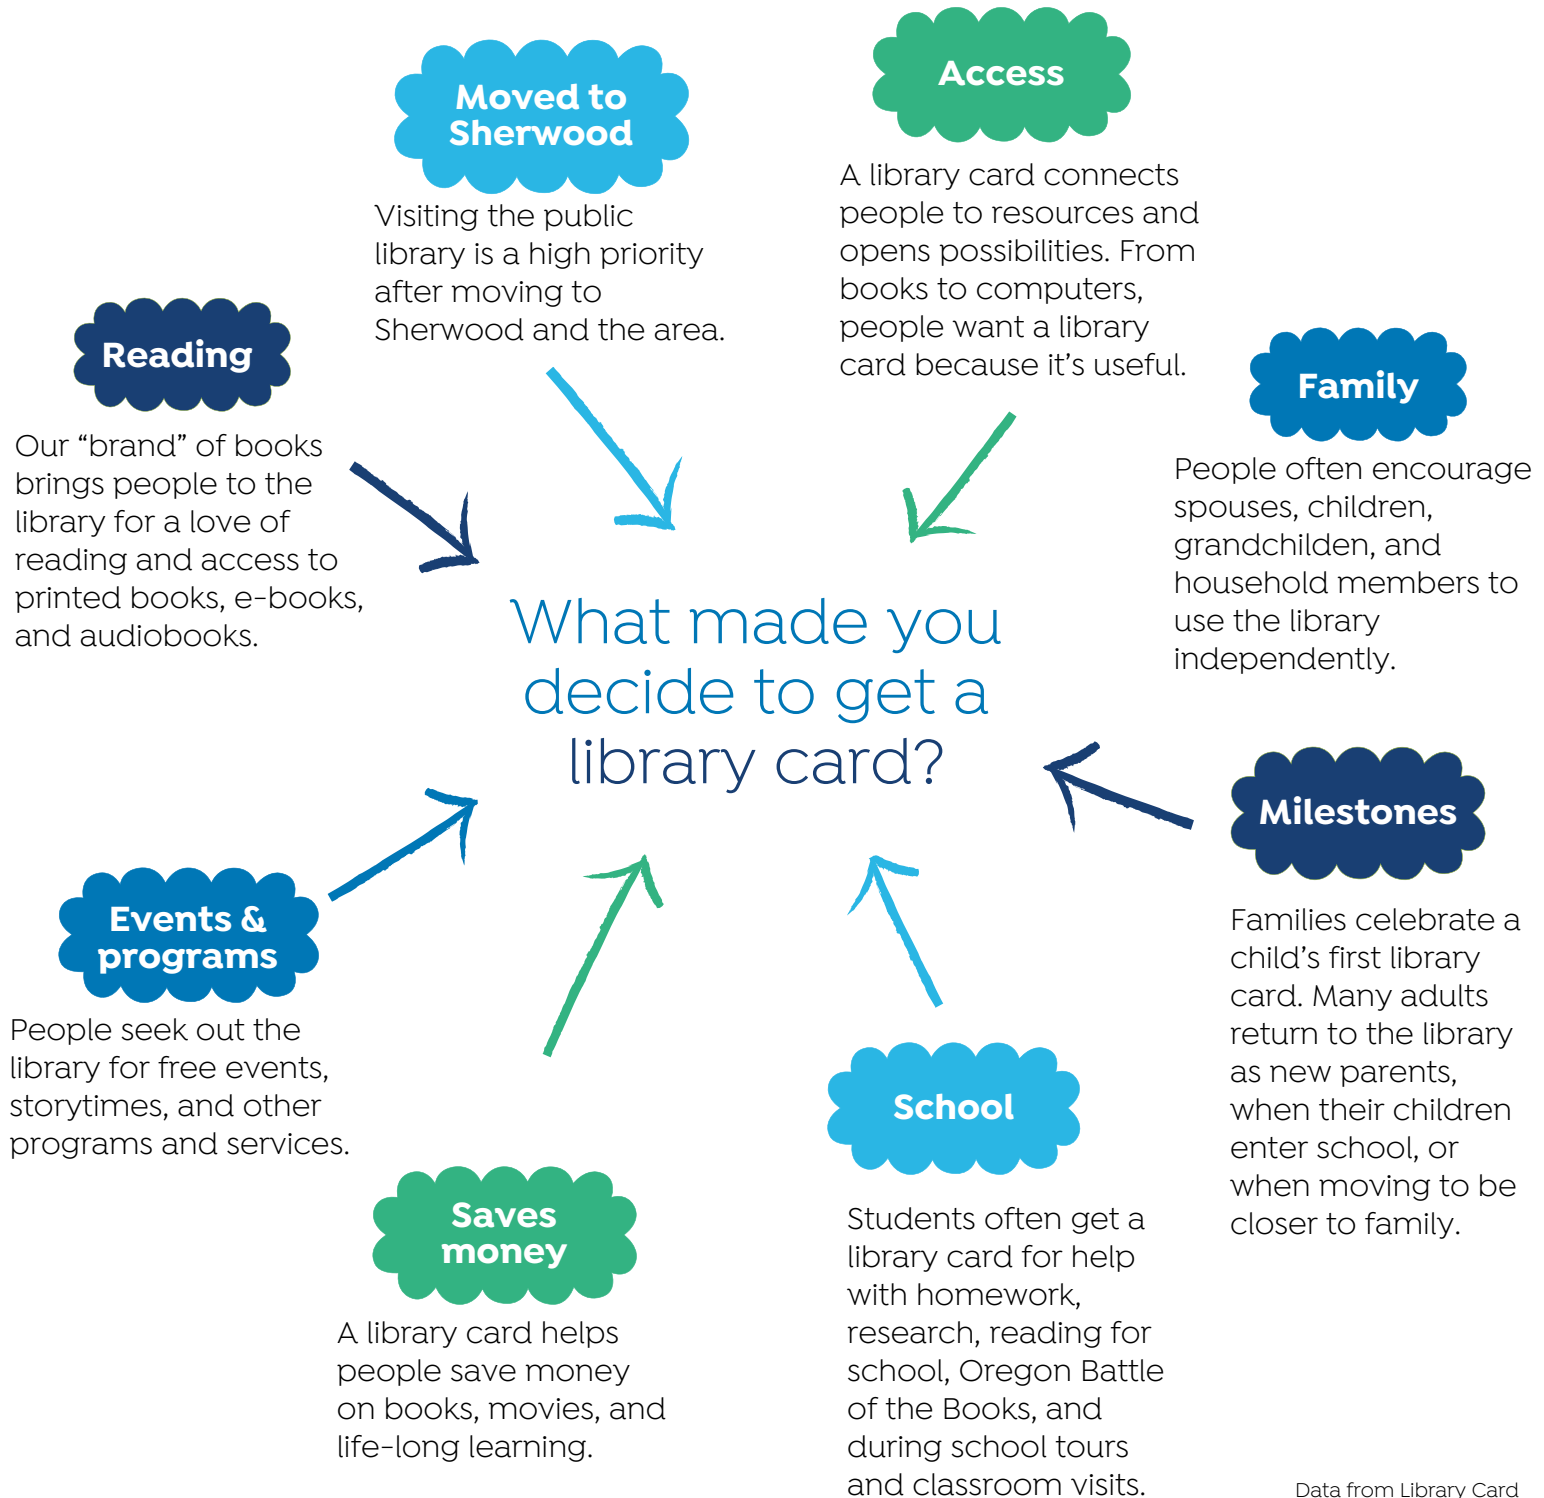 Moved to
Sherwood
Visiting the public
library is a high priority
after moving to
Sherwood and the area.
Access
A library card connects
people to resources and
opens possibilities. From
books to computers,
people want a library
card because it’s useful.
Reading
Our “brand” of books
brings people to the
library for a love of
reading and access to
printed books, e-books,
and audiobooks.
Family
People often encourage
spouses, children,
grandchilden, and
household members to
use the library
independently.
What made you
decide to get a
library card?
Milestones
Families celebrate a
child’s first library
card. Many adults
return to the library
as new parents,
when their children
enter school, or
when moving to be
closer to family.
Events &
programs
People seek out the
library for free events,
storytimes, and other
programs and services.
Saves
money
A library card helps
people save money
on books, movies, and
life-long learning.
School
Students often get a
library card for help
with homework,
research, reading for
school, Oregon Battle
of the Books, and
during school tours
and classroom visits.
Data from Library Card